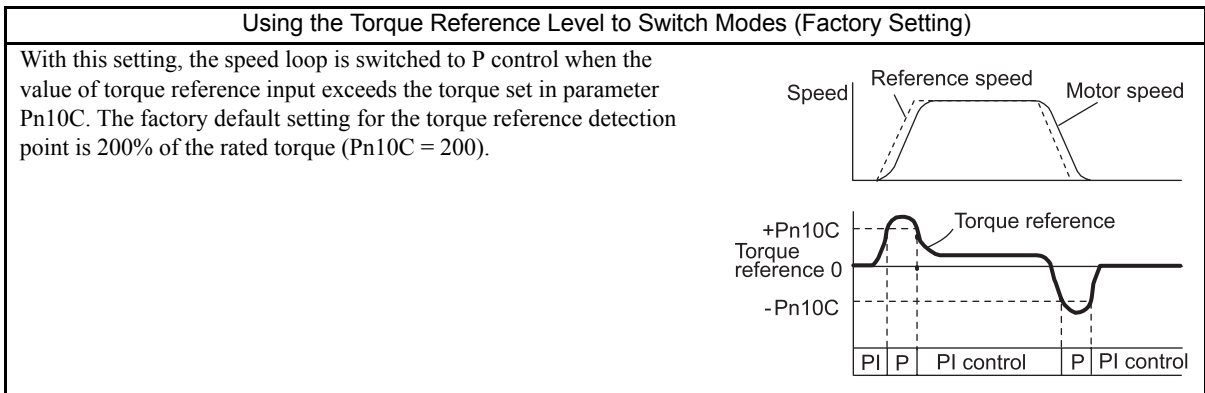 Using the Torque Reference Level to Switch Modes (Factory Setting)
With this setting, the speed loop is switched to P control when the
value of torque reference input exceeds the torque set in parameter
Pn10C. The factory default setting for the torque reference detection
point is 200% of the rated torque (Pn10C = 200).
Speed
Reference speed
Motor speed
+Pn10C
Torque
reference 0
-Pn10C
Torque reference
PI P PI control P PI control